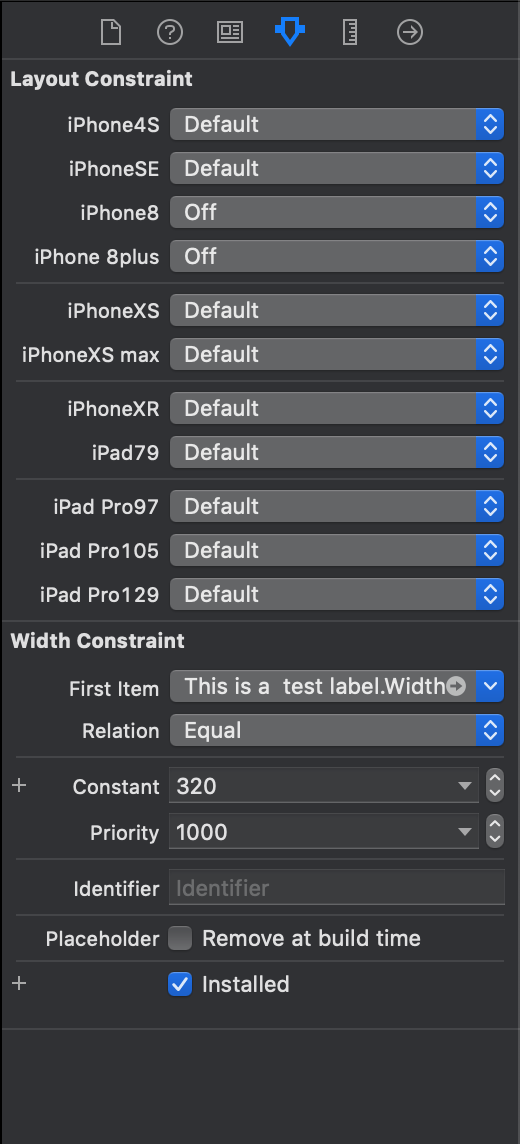 Layout Constraint
iPhone4S Default
iPhoneSE Default
iPhone8 Off
iPhone 8plus Off
iPhoneXS Default
iPhoneXS max Default
iPhoneXR Default
iPad79 Default
iPad Pro97 Default
iPad Pro105 Default
iPad Pro129 Default
Width Constraint
First Item This is a  test label.Width
Relation Equal
+ Constant 320
Priority 1000
Identifier Identifier
Placeholder Remove at build time
+ Installed